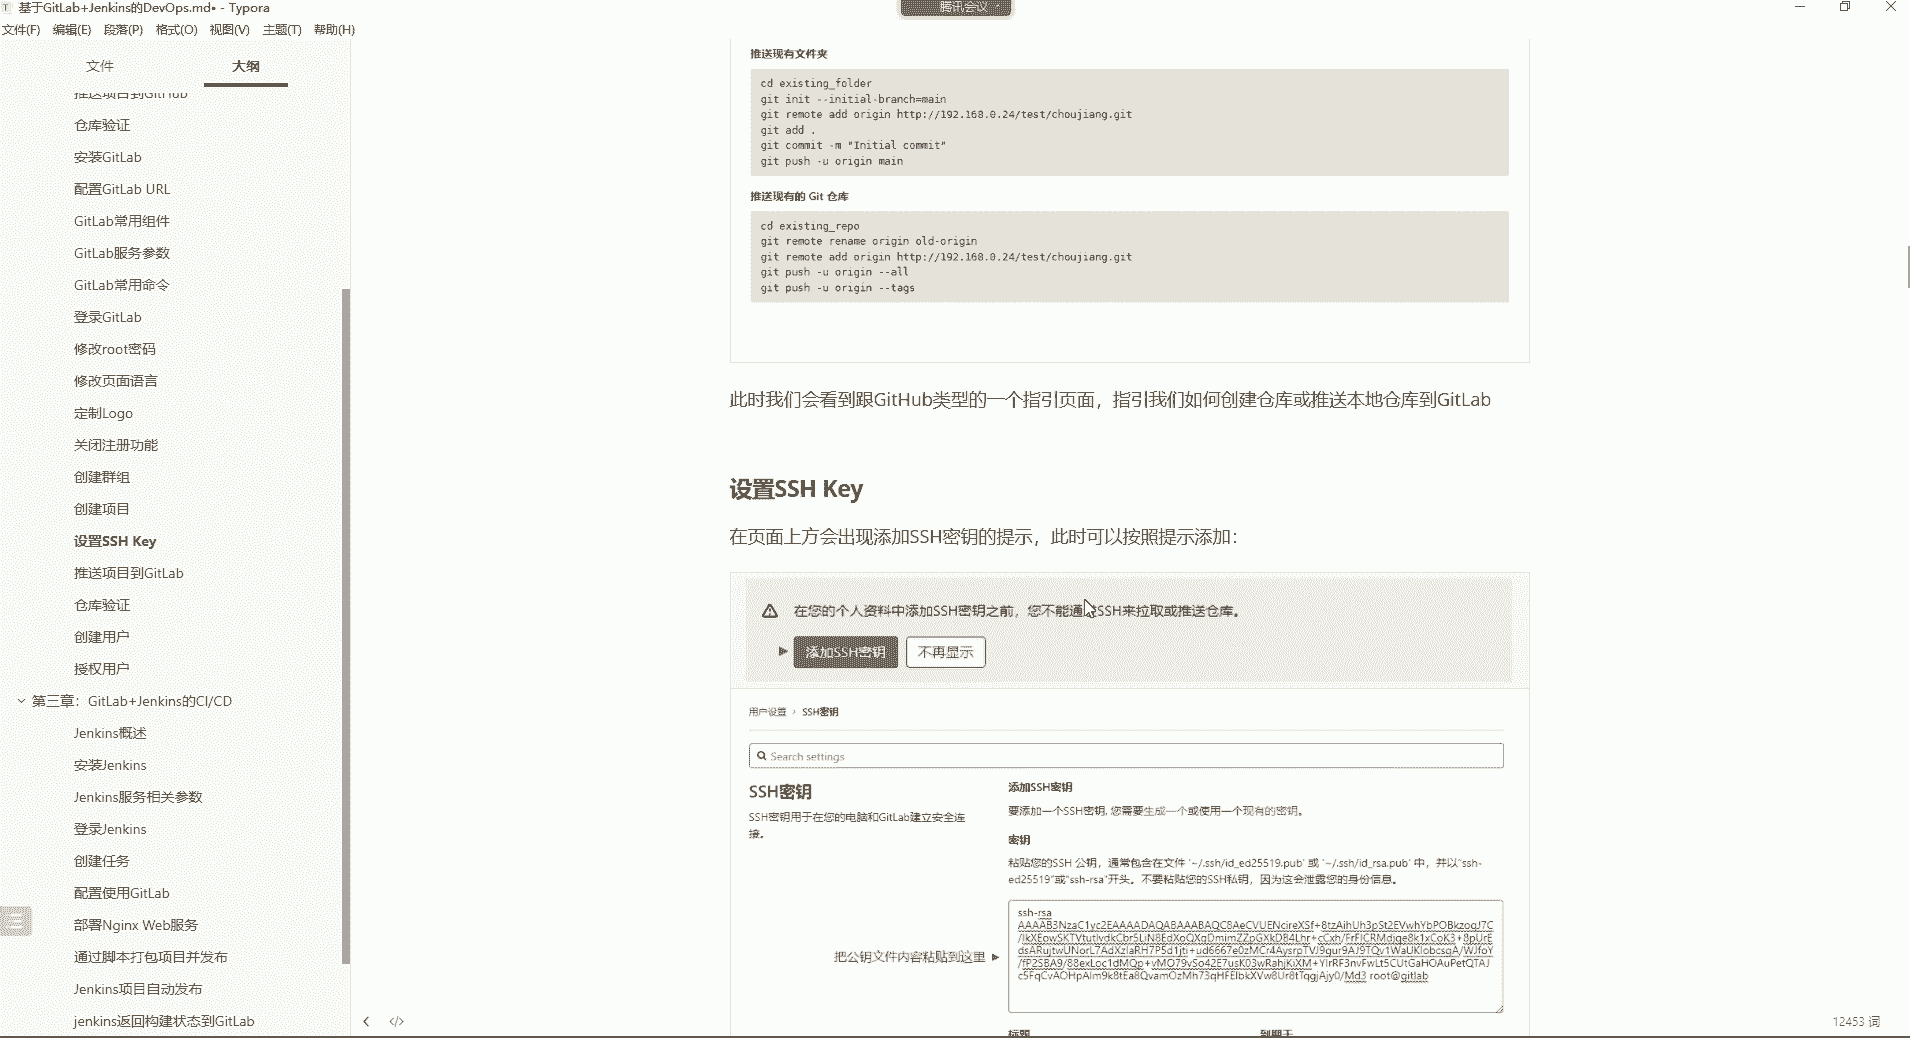 基于GitLab+Jenkins的DevOps.md• - Typora
腾讯会议
文件(F) 编辑(E) 段落(P) 格式(O) 视图(V) 主题(T) 帮助(H)
文件 大纲
推送项目到GitHub
仓库验证
安装GitLab
配置GitLab URL
GitLab常用组件
GitLab服务参数
GitLab常用命令
登录GitLab
修改root密码
修改页面语言
定制Logo
关闭注册功能
创建群组
创建项目
设置SSH Key
推送项目到GitLab
仓库验证
创建用户
授权用户
第三章：GitLab+Jenkins的CI/CD
Jenkins概述
安装Jenkins
Jenkins服务相关参数
登录Jenkins
创建任务
配置使用GitLab
部署Nginx Web服务
通过脚本打包项目并发布
Jenkins项目自动发布
jenkins返回构建状态到GitLab
推送现有文件夹
cd existing_folder
git init --initial-branch=main
git remote add origin http://192.168.0.24/test/choujiang.git
git add .
git commit -m "Initial commit"
git push -u origin main
推送现有的 Git 仓库
cd existing_repo
git remote rename origin old-origin
git remote add origin http://192.168.0.24/test/choujiang.git
git push -u origin --all
git push -u origin --tags
此时我们会看到跟GitHub类型的一个指引页面，指引我们如何创建仓库或推送本地仓库到GitLab
设置SSH Key
在页面上方会出现添加SSH密钥的提示，此时可以按照提示添加：
在您的个人资料中添加SSH密钥之前，您不能通过SSH来拉取或推送仓库。
添加SSH密钥 不再显示
用户设置 › SSH密钥
Search settings
SSH密钥
SSH密钥用于在您的电脑和GitLab建立安全连
接。
添加SSH密钥
要添加一个SSH密钥, 您需要生成一个或使用一个现有的密钥。
密钥
粘贴您的SSH 公钥，通常包含在文件 '~/.ssh/id_ed25519.pub' 或 '~/.ssh/id_rsa.pub' 中，并以"ssh-
ed25519"或"ssh-rsa"开头。不要粘贴您的SSH私钥，因为这会泄露您的身份信息。
ssh-rsa
root@gitlab
把公钥文件内容粘贴到这里
标题 到期于
12453 词